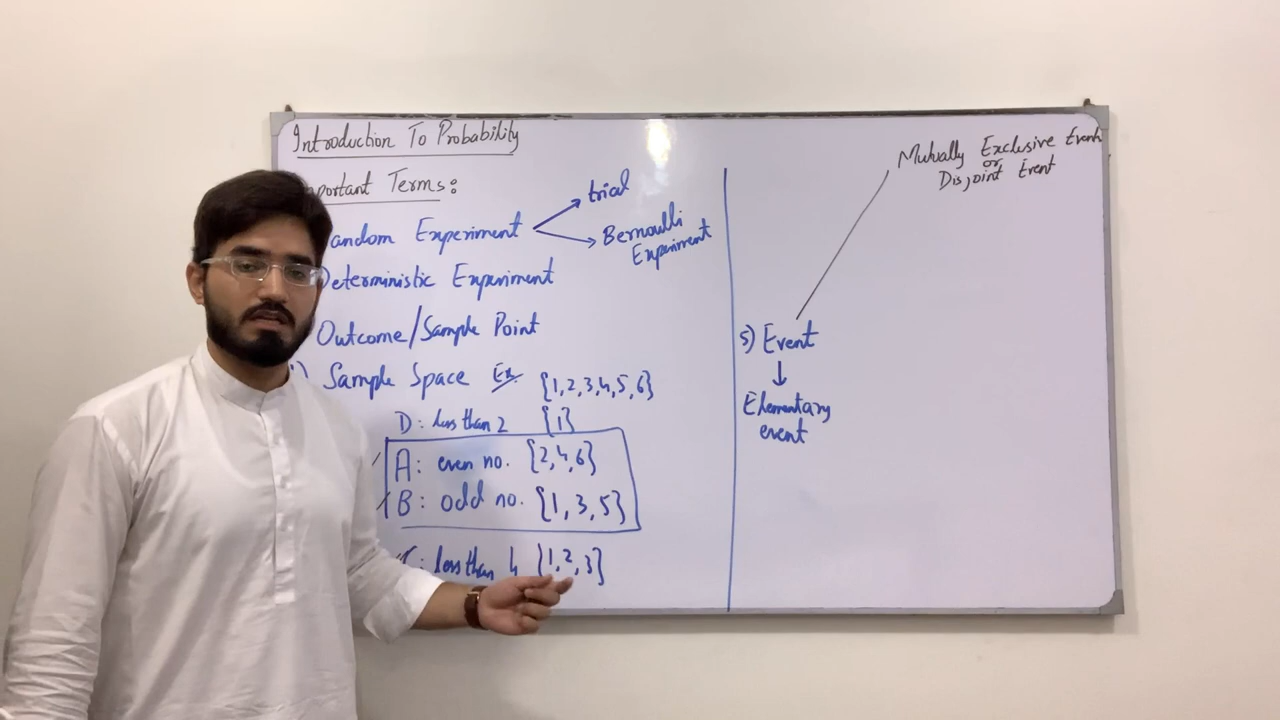 Introduction To Probability
mportant Terms:
andom Experiment
trial
Bernoulli
Experiment
Deterministic Experiment
Outcome/Sample Point
Sample Space Ex {1,2,3,4,5,6}
D: less than 2 {1}
A: even no. {2,4,6}
B: odd no. {1,3,5}
C: less than 4 {1,2,3}
Mutually Exclusive Events
or
Disjoint Event
5) Event
Elementary
event